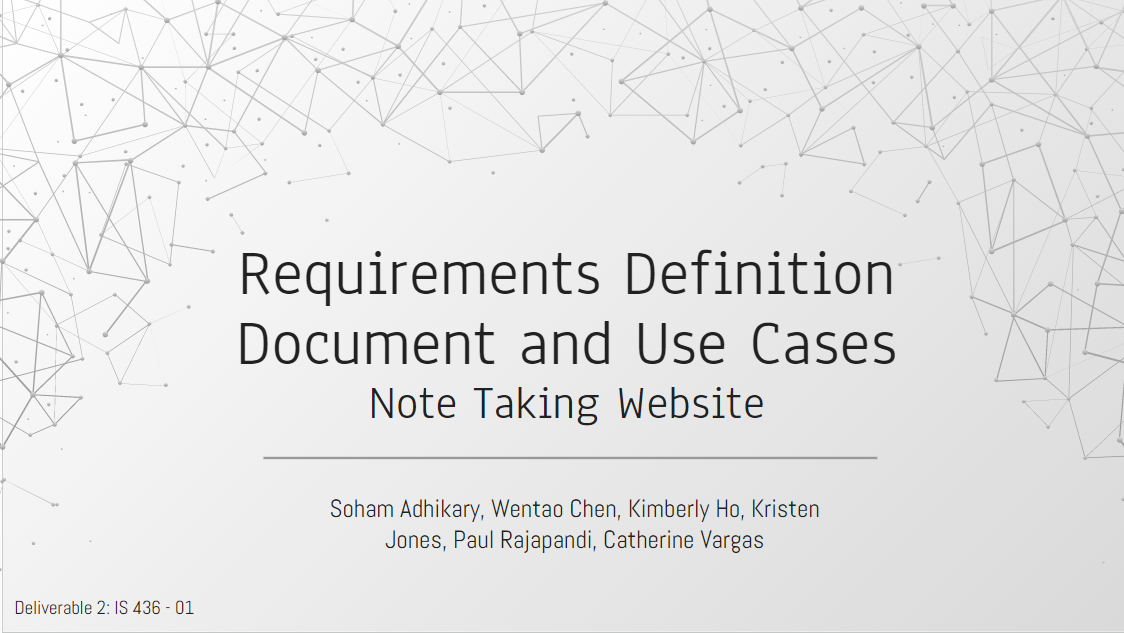 Requirements Definition
Document and Use Cases
Note Taking Website
Soham Adhikary, Wentao Chen, Kimberly Ho, Kristen
Jones, Paul Rajapandi, Catherine Vargas
Deliverable 2: IS 436 - 01